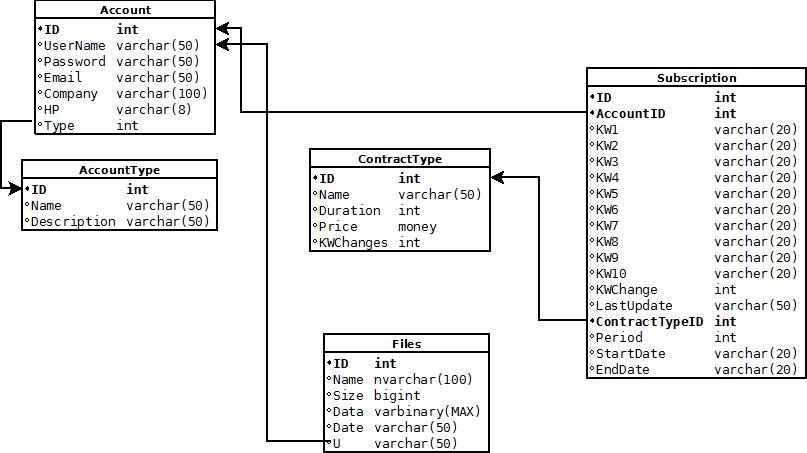 Account
ID int
UserName varchar(50)
Password varchar(50)
Email varchar(50)
Company varchar(100)
HP varchar(8)
Type int
AccountType
ID int
Name varchar(50)
Description varchar(50)
ContractType
ID int
Name varchar(50)
Duration int
Price money
KWChanges int
Files
ID int
Name nvarchar(100)
Size bigint
Data varbinary(MAX)
Date varchar(50)
U varchar(50)
Subscription
ID int
AccountID int
KW1 varchar(20)
KW2 varchar(20)
KW3 varchar(20)
KW4 varchar(20)
KW5 varchar(20)
KW6 varchar(20)
KW7 varchar(20)
KW8 varchar(20)
KW9 varchar(20)
KW10 varcher(20)
KWChange int
LastUpdate varchar(50)
ContractTypeID int
Period int
StartDate varchar(20)
EndDate varchar(20)